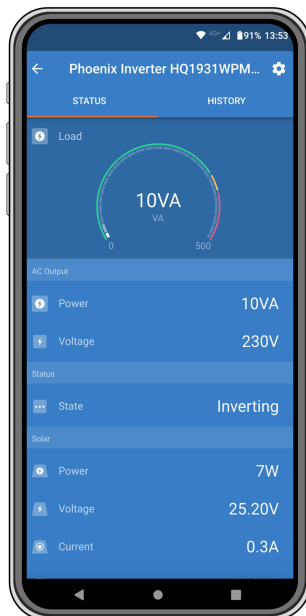 4G+ 91% 13:53
Phoenix Inverter HQ1931WPM...
STATUS HISTORY
Load
10VA
VA
0 500
AC Output
Power 10VA
Voltage 230V
Status
State Inverting
Solar
Power 7W
Voltage 25.20V
Current 0.3A